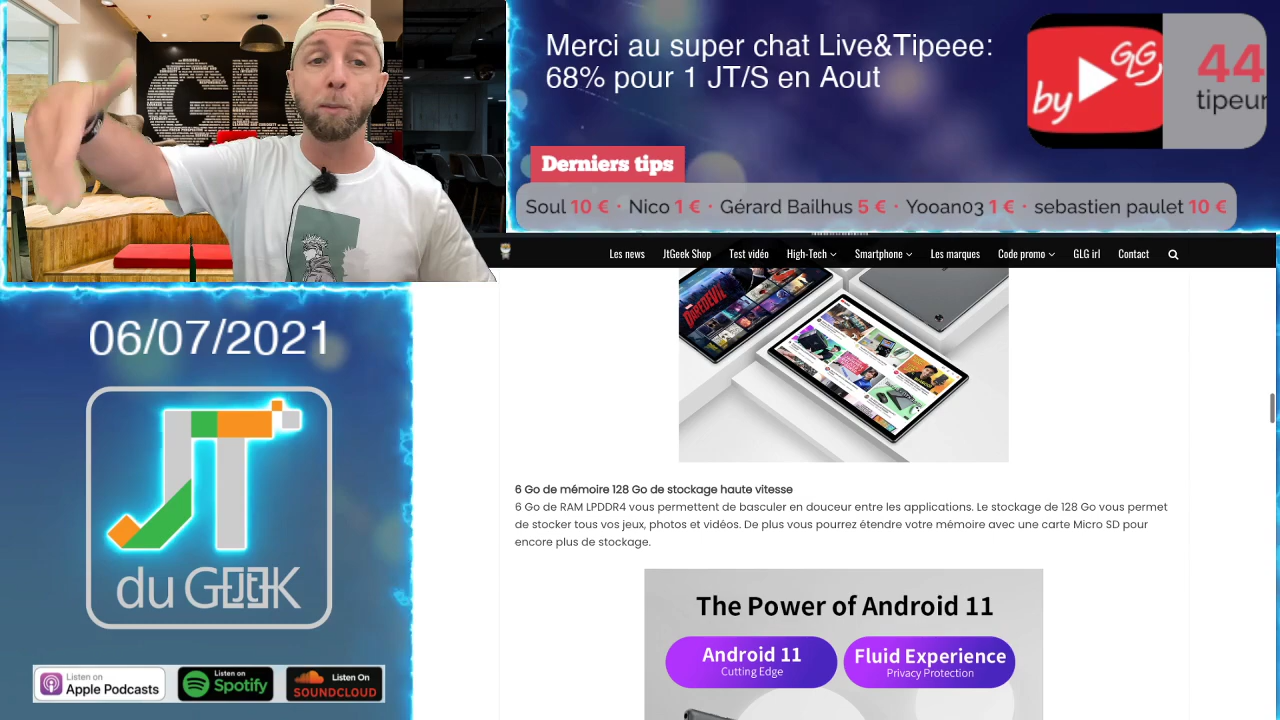 Merci au super chat Live&Tipeee:
68% pour 1 JT/S en Aout
by
GLG
44
tipeur
Derniers tips
Soul 10 € · Nico 1 € · Gérard Bailhus 5 € · Yooan03 1 € · sebastien paulet 10 €
Les news JtGeek Shop Test vidéo High-Tech Smartphone Les marques Code promo GLG irl Contact
06/07/2021
JT
du GEEK
Jt
Listen on
Apple Podcasts
Listen on
Spotify
Listen On
SOUNDCLOUD
DAREDEVIL
6 Go de mémoire 128 Go de stockage haute vitesse
6 Go de RAM LPDDR4 vous permettent de basculer en douceur entre les applications. Le stockage de 128 Go vous permet
de stocker tous vos jeux, photos et vidéos. De plus vous pourrez étendre votre mémoire avec une carte Micro SD pour
encore plus de stockage.
The Power of Android 11
Android 11
Cutting Edge
Fluid Experience
Privacy Protection